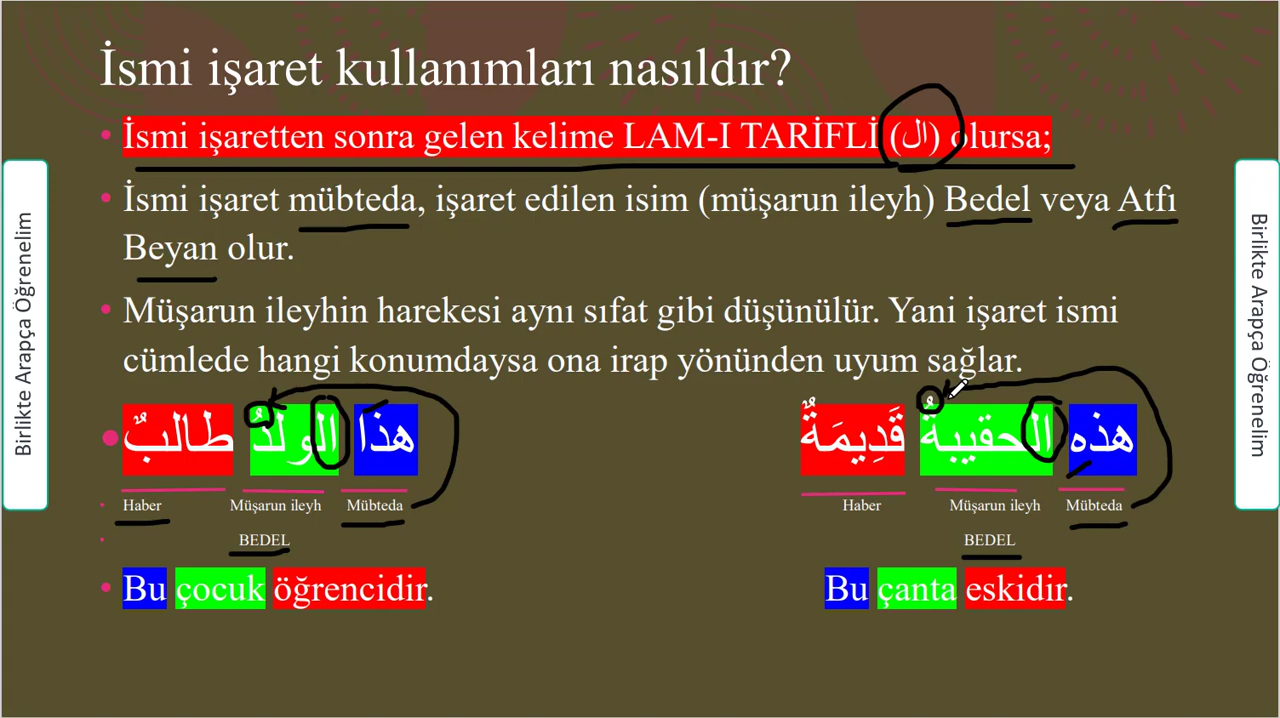 İsmi işaret kullanımları nasıldır?
• İsmi işaretten sonra gelen kelime LAM-I TARİFLİ (ال) olursa;
• İsmi işaret mübteda, işaret edilen isim (müşarun ileyh) Bedel veya Atfı
Beyan olur.
• Müşarun ileyhin harekesi aynı sıfat gibi düşünülür. Yani işaret ismi
cümlede hangi konumdaysa ona irap yönünden uyum sağlar.
• هذَا الولدُ طالبٌ هذه الحقيبةُ قَدِيمَةٌ
• Haber Müşarun ileyh Mübteda Haber Müşarun ileyh Mübteda
• BEDEL BEDEL
• Bu çocuk öğrencidir. Bu çanta eskidir.
Birlikte Arapça Öğrenelim
Birlikte Arapça Öğrenelim